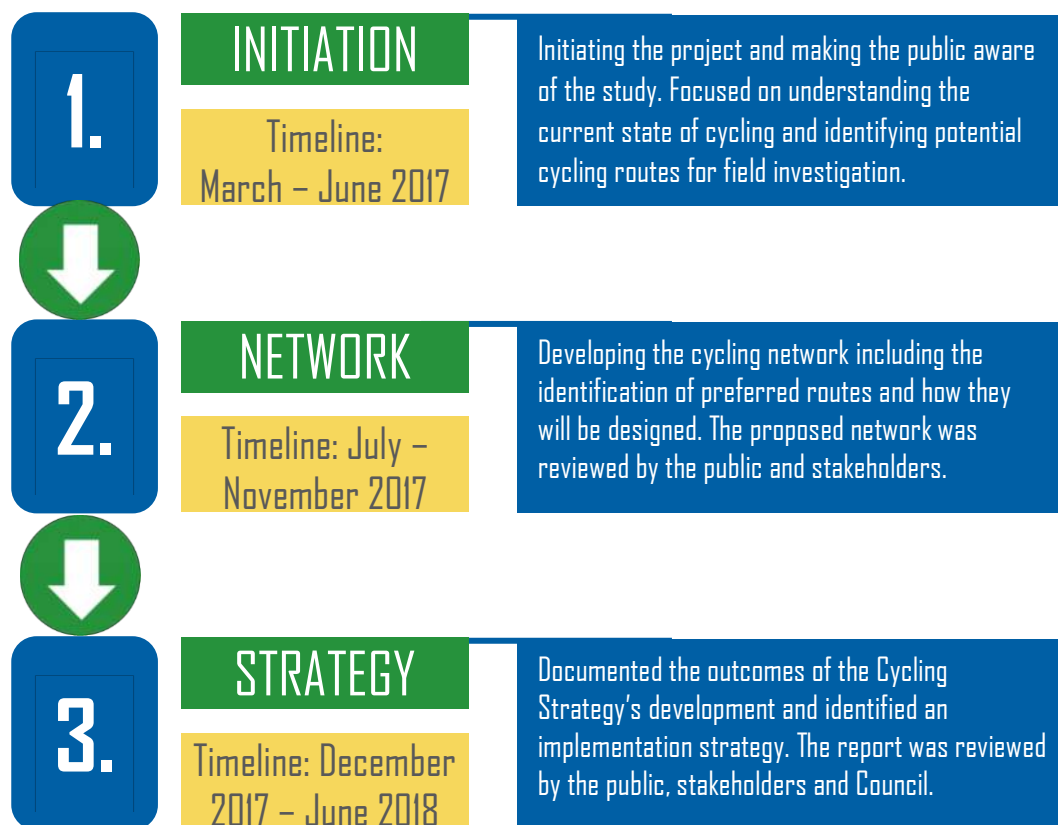 1.
INITIATION
Timeline:
March – June 2017
Initiating the project and making the public aware
of the study. Focused on understanding the
current state of cycling and identifying potential
cycling routes for field investigation.
2.
NETWORK
Timeline: July –
November 2017
Developing the cycling network including the
identification of preferred routes and how they
will be designed. The proposed network was
reviewed by the public and stakeholders.
3.
STRATEGY
Timeline: December
2017 – June 2018
Documented the outcomes of the Cycling
Strategy’s development and identified an
implementation strategy. The report was reviewed
by the public, stakeholders and Council.